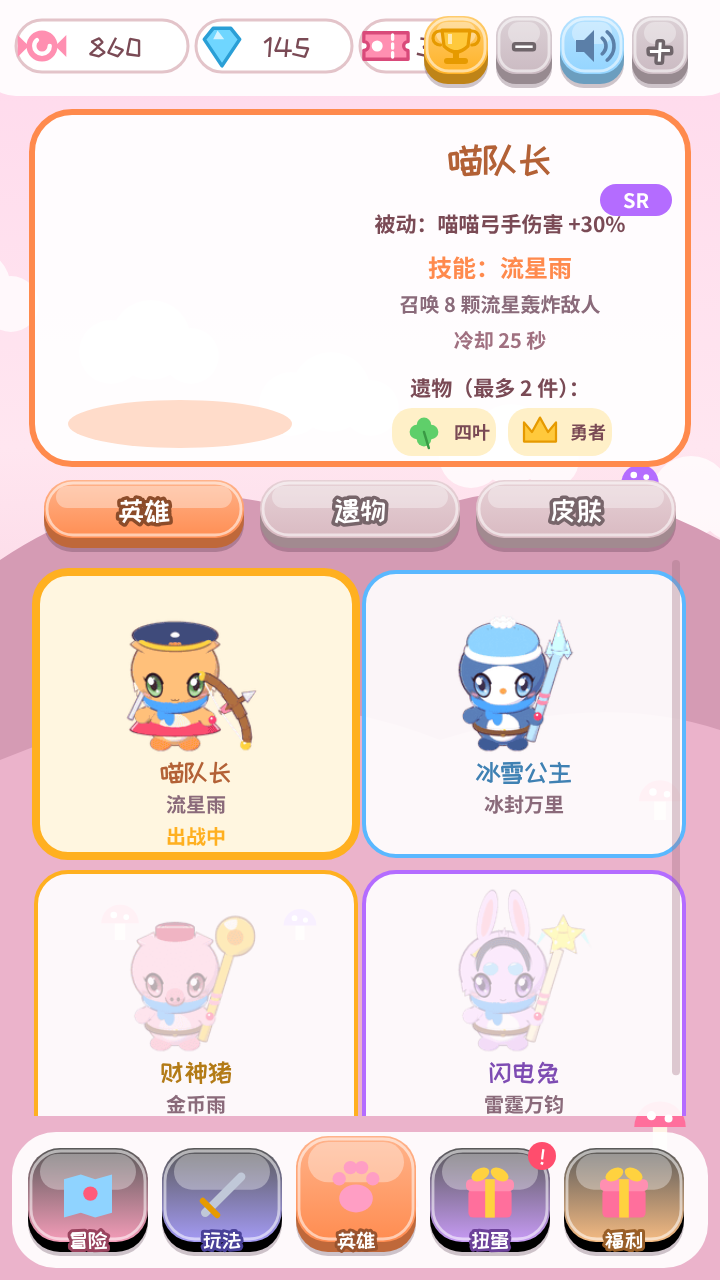 860
145
喵队长
SR
被动：喵喵弓手伤害 +30%
技能：流星雨
召唤 8 颗流星轰炸敌人
冷却 25 秒
遗物（最多 2 件）：
四叶 勇者
英雄 遗物 皮肤
喵队长
流星雨
出战中
冰雪公主
冰封万里
财神猪
金币雨
闪电兔
雷霆万钧
冒险 玩法 英雄 扭蛋 福利